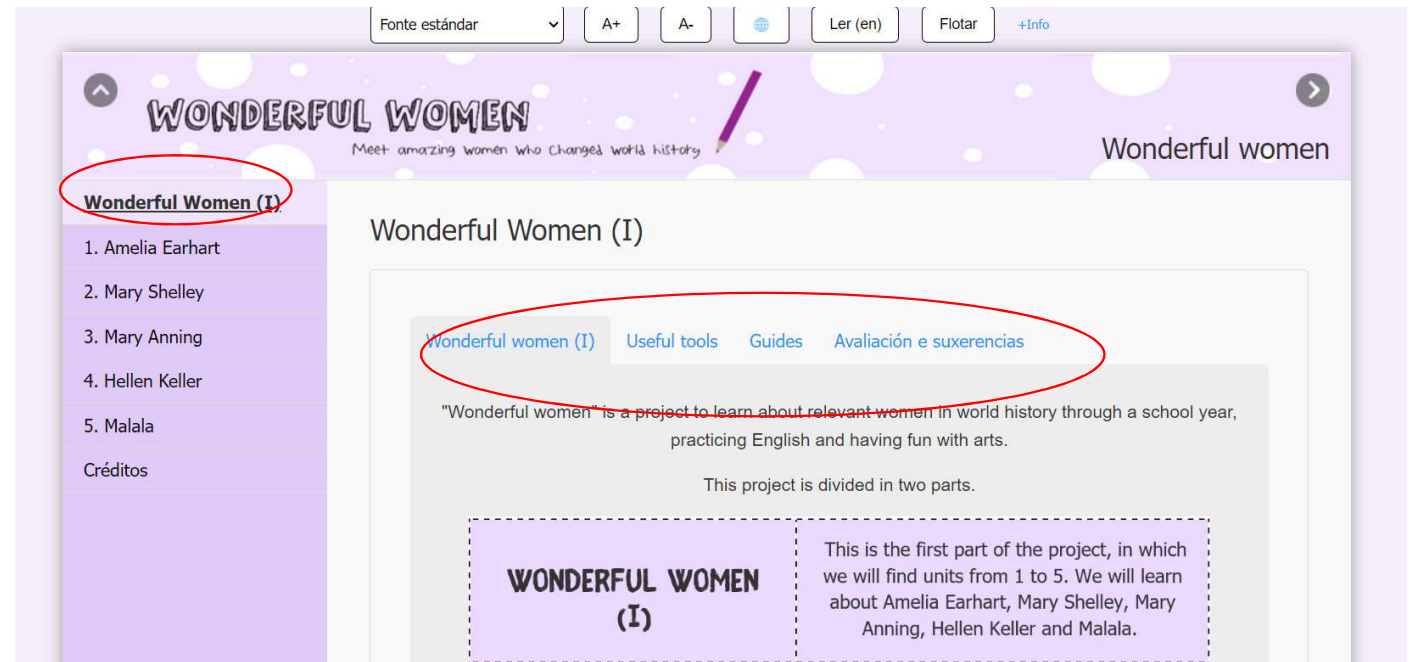 Fonte estándar A+ A- Ler (en) Flotar +Info
WONDERFUL WOMEN
Meet amazing women who changed world history
Wonderful women
Wonderful Women (I)
1. Amelia Earhart
2. Mary Shelley
3. Mary Anning
4. Hellen Keller
5. Malala
Créditos
Wonderful Women (I)
Wonderful women (I) Useful tools Guides Avaliación e suxerencias
"Wonderful women" is a project to learn about relevant women in world history through a school year,
practicing English and having fun with arts.
This project is divided in two parts.
WONDERFUL WOMEN
(I)
This is the first part of the project, in which
we will find units from 1 to 5. We will learn
about Amelia Earhart, Mary Shelley, Mary
Anning, Hellen Keller and Malala.